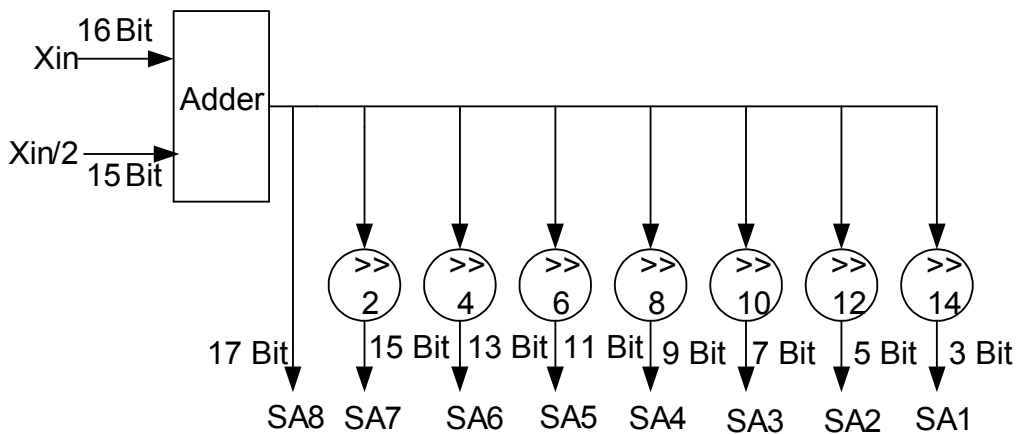 16 Bit
Xin
Adder
Xin/2
15 Bit
>> >> >> >> >> >> >>
2 4 6 8 10 12 14
17 Bit 15 Bit 13 Bit 11 Bit 9 Bit 7 Bit 5 Bit 3 Bit
SA8 SA7 SA6 SA5 SA4 SA3 SA2 SA1